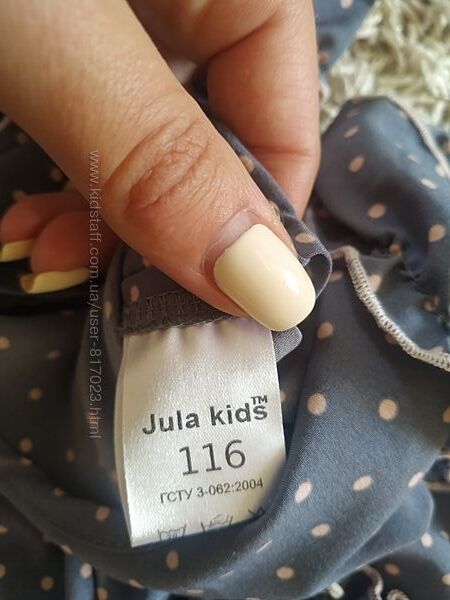 Jula kids™
116
ГСТУ 3-062:2004
www.kidstaff.com.ua/user-817023.html